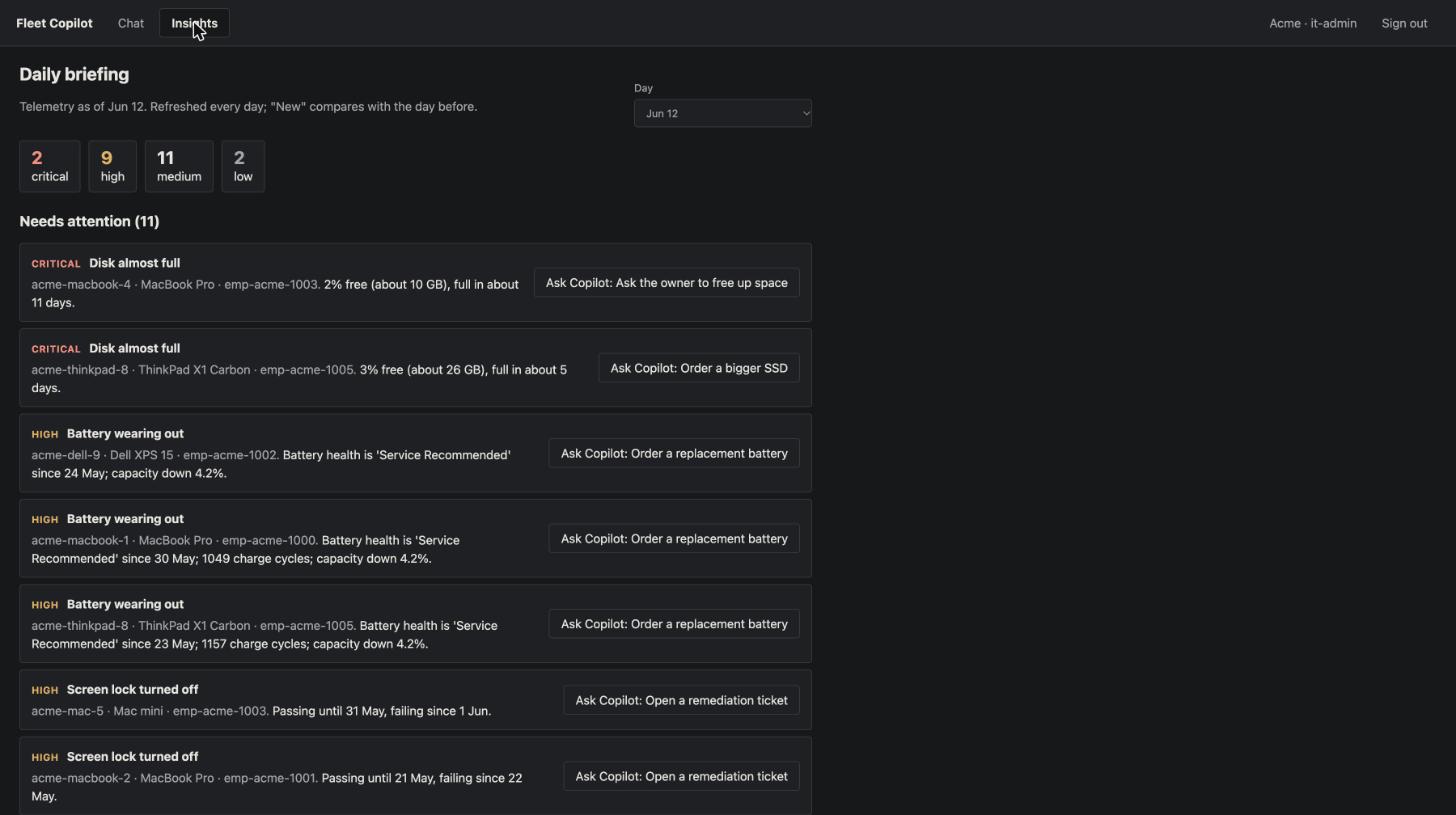 Fleet Copilot
Chat
Insights
Acme · it-admin
Sign out
Daily briefing
Telemetry as of Jun 12. Refreshed every day; "New" compares with the day before.
Day
Jun 12
2
critical
9
high
11
medium
2
low
Needs attention (11)
CRITICAL Disk almost full
acme-macbook-4 · MacBook Pro · emp-acme-1003. 2% free (about 10 GB), full in about
11 days.
Ask Copilot: Ask the owner to free up space
CRITICAL Disk almost full
acme-thinkpad-8 · ThinkPad X1 Carbon · emp-acme-1005. 3% free (about 26 GB), full in about 5
days.
Ask Copilot: Order a bigger SSD
HIGH Battery wearing out
acme-dell-9 · Dell XPS 15 · emp-acme-1002. Battery health is 'Service Recommended'
since 24 May; capacity down 4.2%.
Ask Copilot: Order a replacement battery
HIGH Battery wearing out
acme-macbook-1 · MacBook Pro · emp-acme-1000. Battery health is 'Service
Recommended' since 30 May; 1049 charge cycles; capacity down 4.2%.
Ask Copilot: Order a replacement battery
HIGH Battery wearing out
acme-thinkpad-8 · ThinkPad X1 Carbon · emp-acme-1005. Battery health is 'Service
Recommended' since 23 May; 1157 charge cycles; capacity down 4.2%.
Ask Copilot: Order a replacement battery
HIGH Screen lock turned off
acme-mac-5 · Mac mini · emp-acme-1003. Passing until 31 May, failing since 1 Jun.
Ask Copilot: Open a remediation ticket
HIGH Screen lock turned off
acme-macbook-2 · MacBook Pro · emp-acme-1001. Passing until 21 May, failing since 22
May.
Ask Copilot: Open a remediation ticket